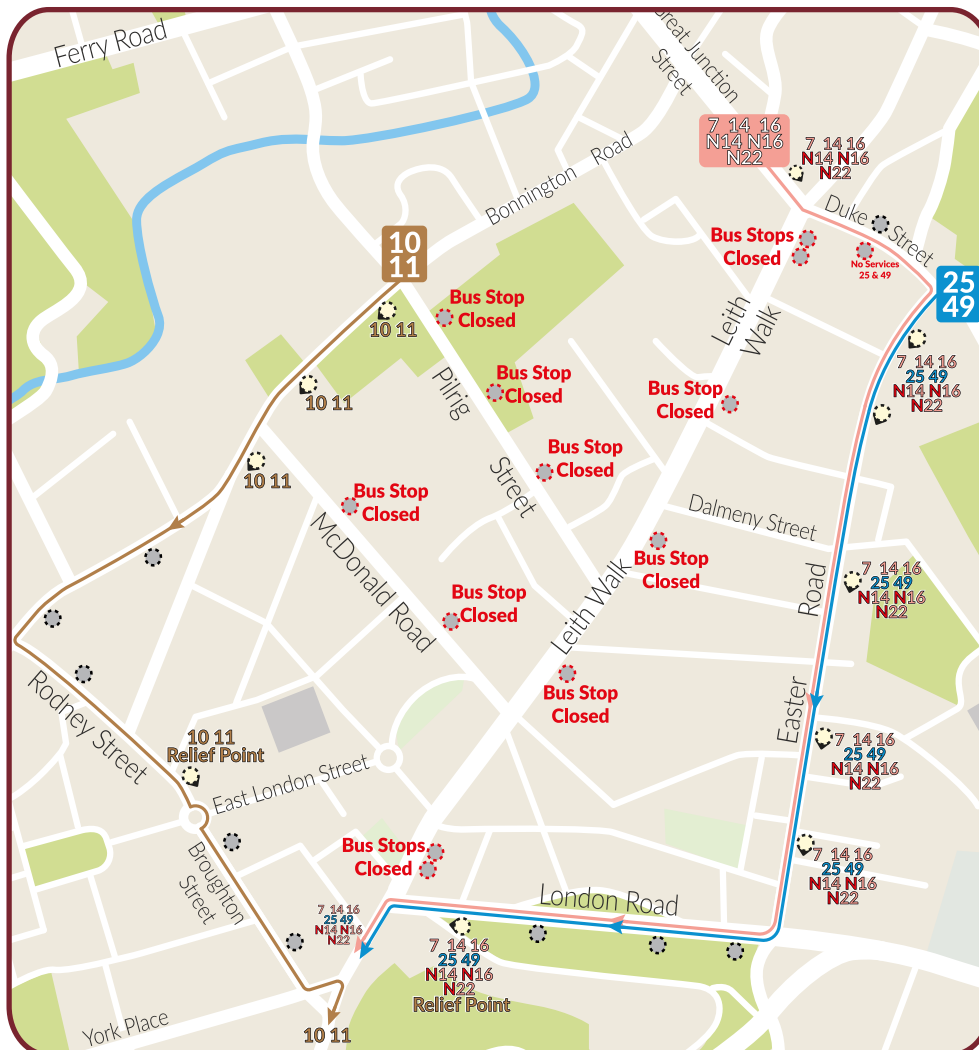 Ferry Road
Great Junction
Street
7 14 16
N14 N16
N22
7 14 16
N14 N16
N22
Bonnington Road
Duke Street
Bus Stops
Closed
No Services
25 & 49
10
11
25
49
Bus Stop
Closed
10 11
Leith
Walk
7 14 16
25 49
N14 N16
N22
Pilrig
Street
Bus Stop
Closed
Bus Stop
Closed
10 11
Bus Stop
Closed
10 11
Bus Stop
Closed
Dalmeny Street
McDonald Road
Bus Stop
Closed
Leith Walk
Easter Road
7 14 16
25 49
N14 N16
N22
Bus Stop
Closed
Bus Stop
Closed
Rodney Street
10 11
Relief Point
7 14 16
25 49
N14 N16
N22
East London Street
Broughton
Street
Bus Stops
Closed
7 14 16
25 49
N14 N16
N22
London Road
7 14 16
25 49
N14 N16
N22
7 14 16
25 49
N14 N16
N22
Relief Point
York Place
10 11